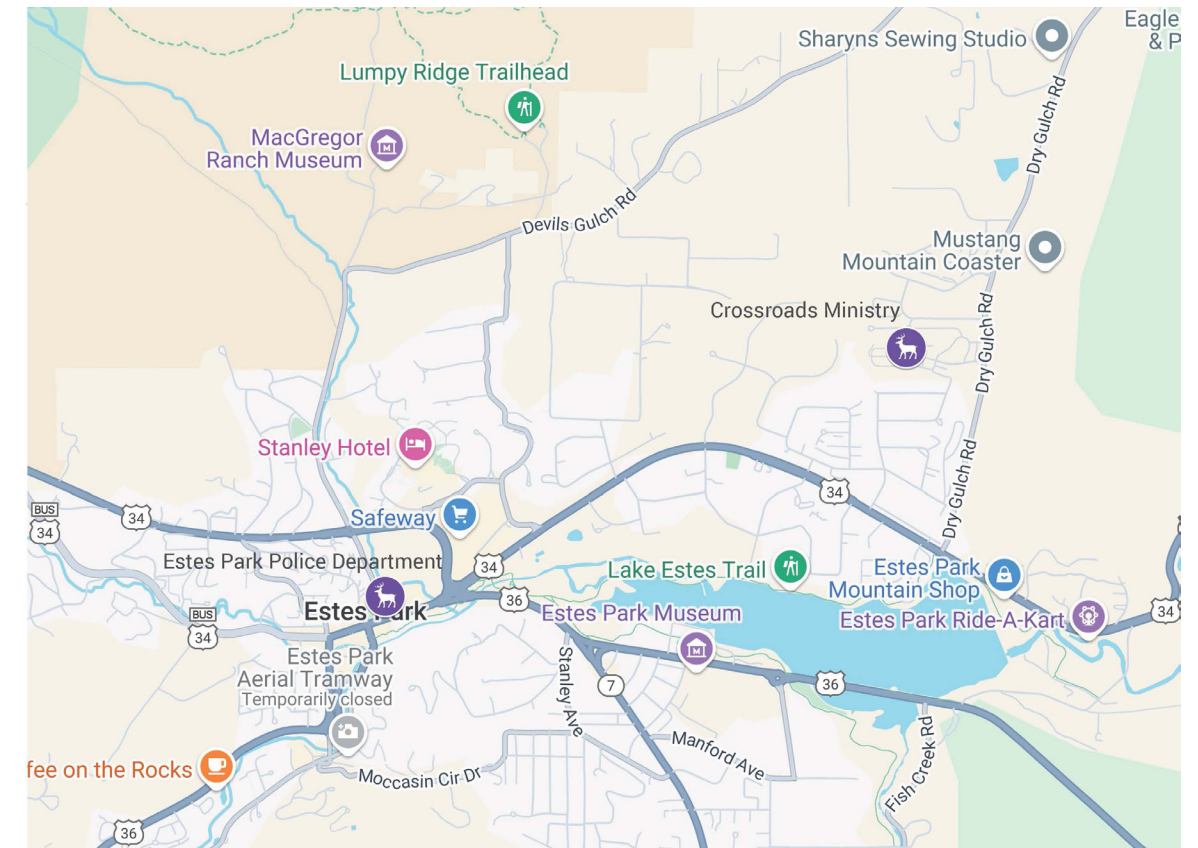 Eagle
& P
Sharyns Sewing Studio
Lumpy Ridge Trailhead
Dry Gulch Rd
MacGregor
Ranch Museum
Devils Gulch Rd
Mustang
Mountain Coaster
Crossroads Ministry
Dry Gulch Rd
Stanley Hotel
Dry Gulch Rd
34
BUS
34
34
Safeway
Estes Park Police Department
34
Lake Estes Trail
Estes Park
Mountain Shop
36
Estes Park
BUS
34
Estes Park Museum
Estes Park Ride-A-Kart
34
Estes Park
Aerial Tramway
Temporarily closed
Stanley Ave
7
36
Manford Ave
Fish Creek Rd
fee on the Rocks
Moccasin Cir Dr
36